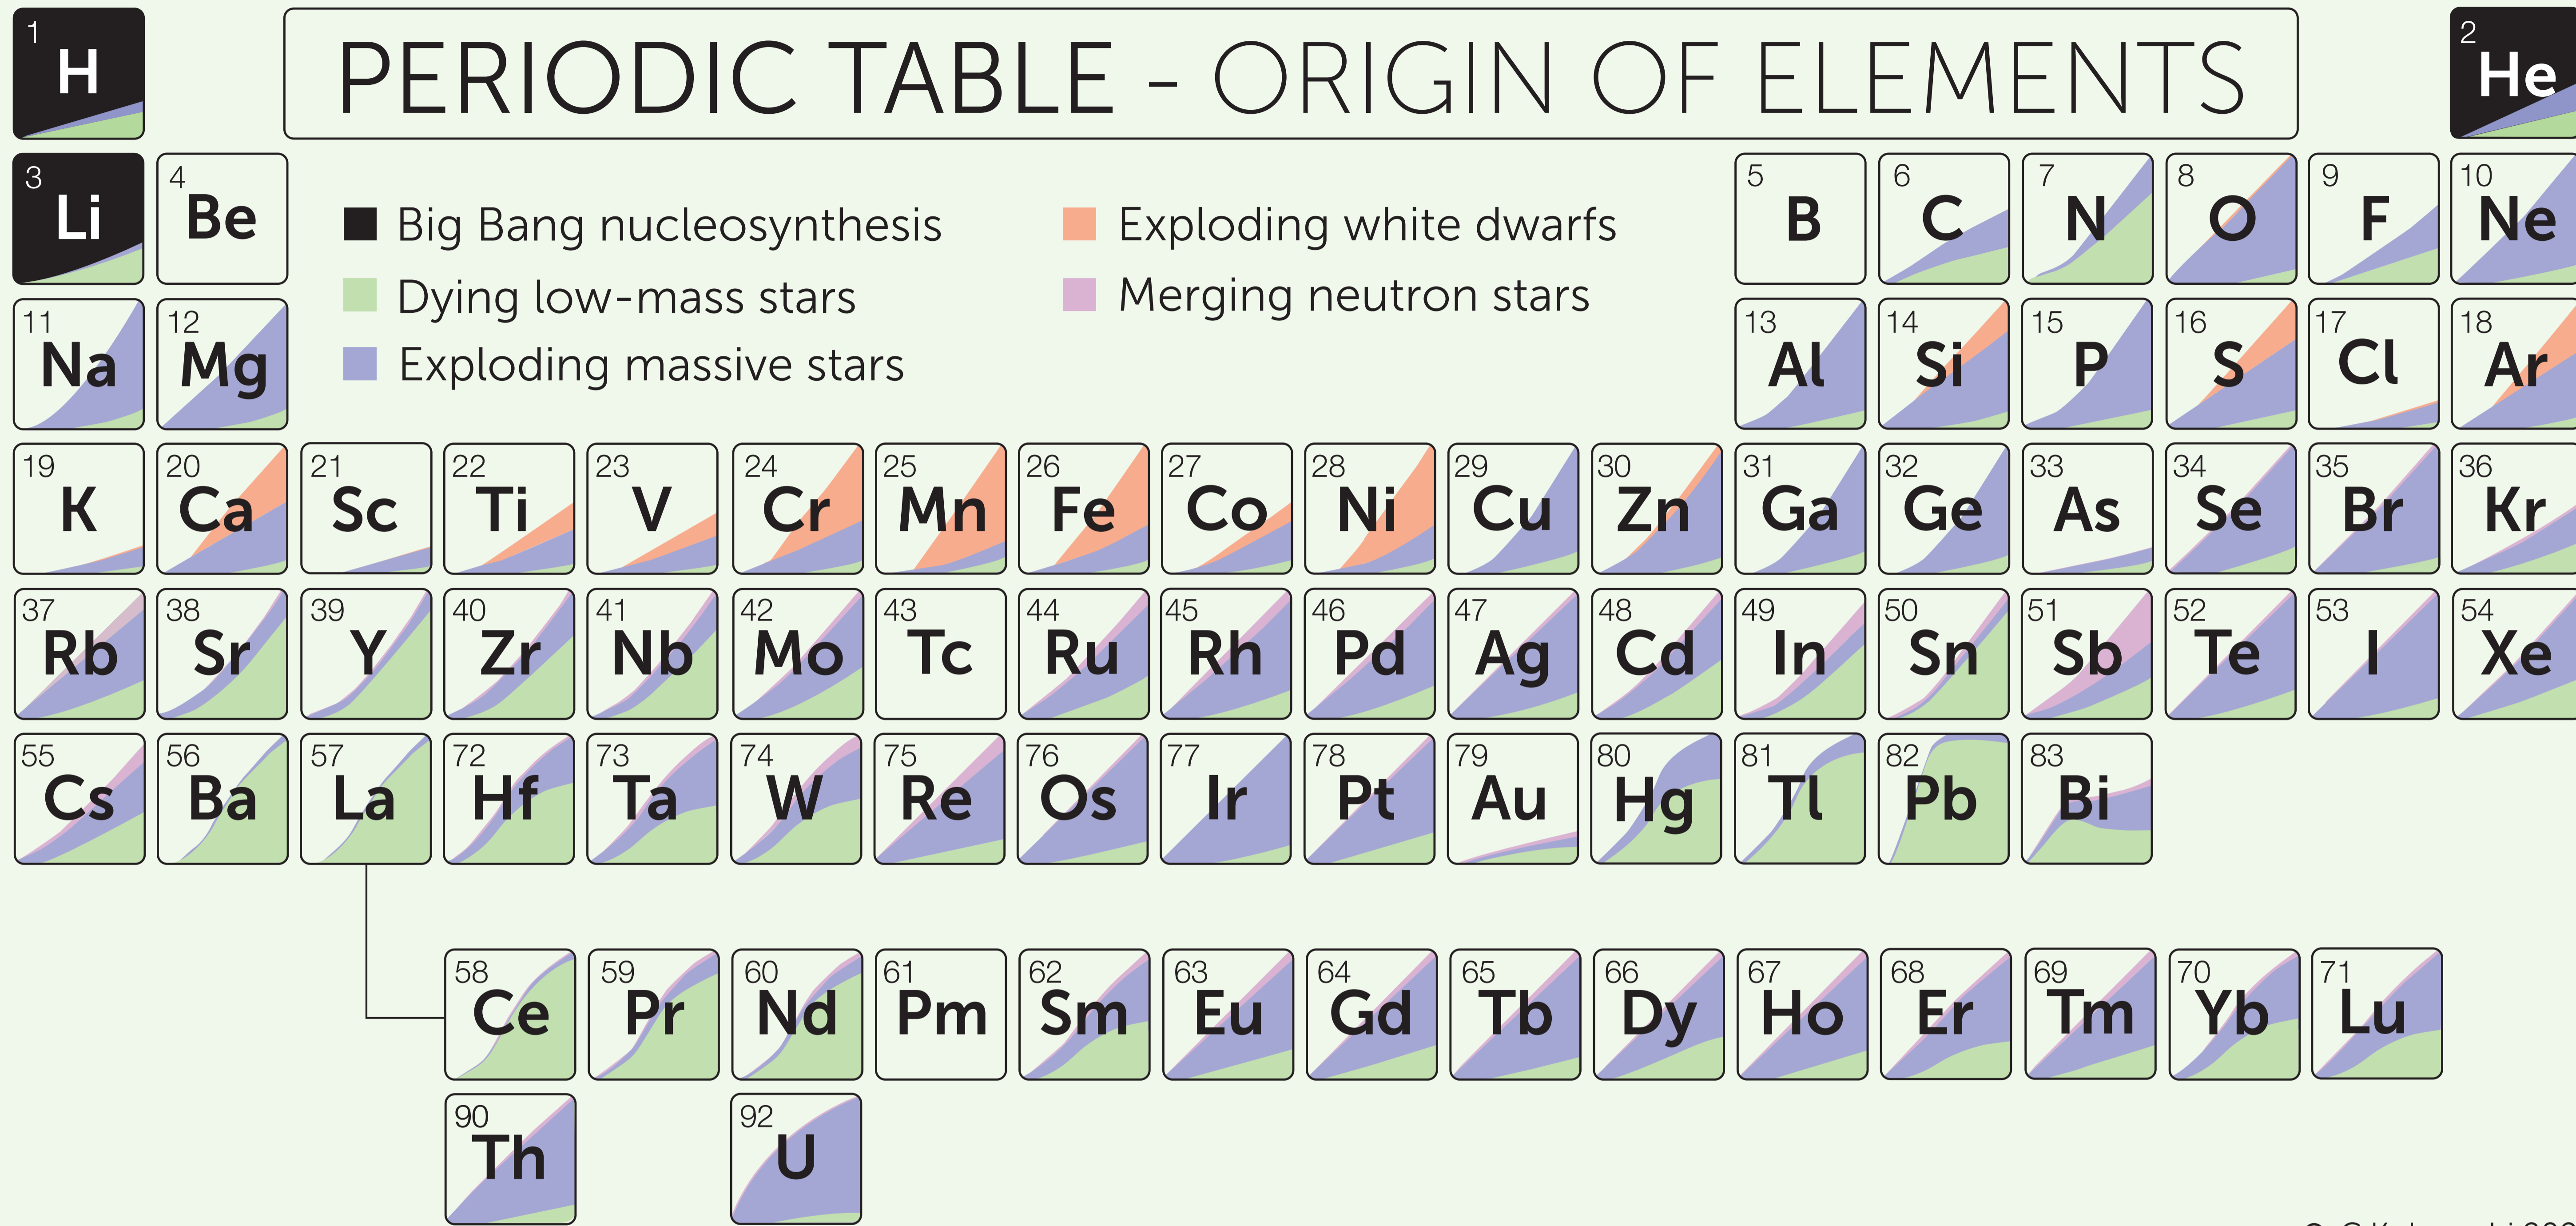 1 2
H PERIODIC TABLE - ORIGIN OF ELEMENTS He
3 4 5 6 7 8 9 10
Li Be Big Bang nucleosynthesis Exploding white dwarfs B C N O F Ne
Dying low-mass stars Merging neutron stars
11 12 13 14 15 16 17 18
Na Mg Exploding massive stars Al Si P S Cl Ar
19 20 21 22 23 24 25 26 27 28 29 30 31 32 33 34 35 36
K Ca Sc Ti V Cr Mn Fe Co Ni Cu Zn Ga Ge As Se Br Kr
37 38 39 40 41 42 43 44 45 46 47 48 49 50 51 52 53 54
Rb Sr Y Zr Nb Mo Tc Ru Rh Pd Ag Cd In Sn Sb Te I Xe
55 56 57 72 73 74 75 76 77 78 79 80 81 82 83
Cs Ba La Hf Ta W Re Os Ir Pt Au Hg Tl Pb Bi
58 59 60 61 62 63 64 65 66 67 68 69 70 71
Ce Pr Nd Pm Sm Eu Gd Tb Dy Ho Er Tm Yb Lu
90 92
Th U